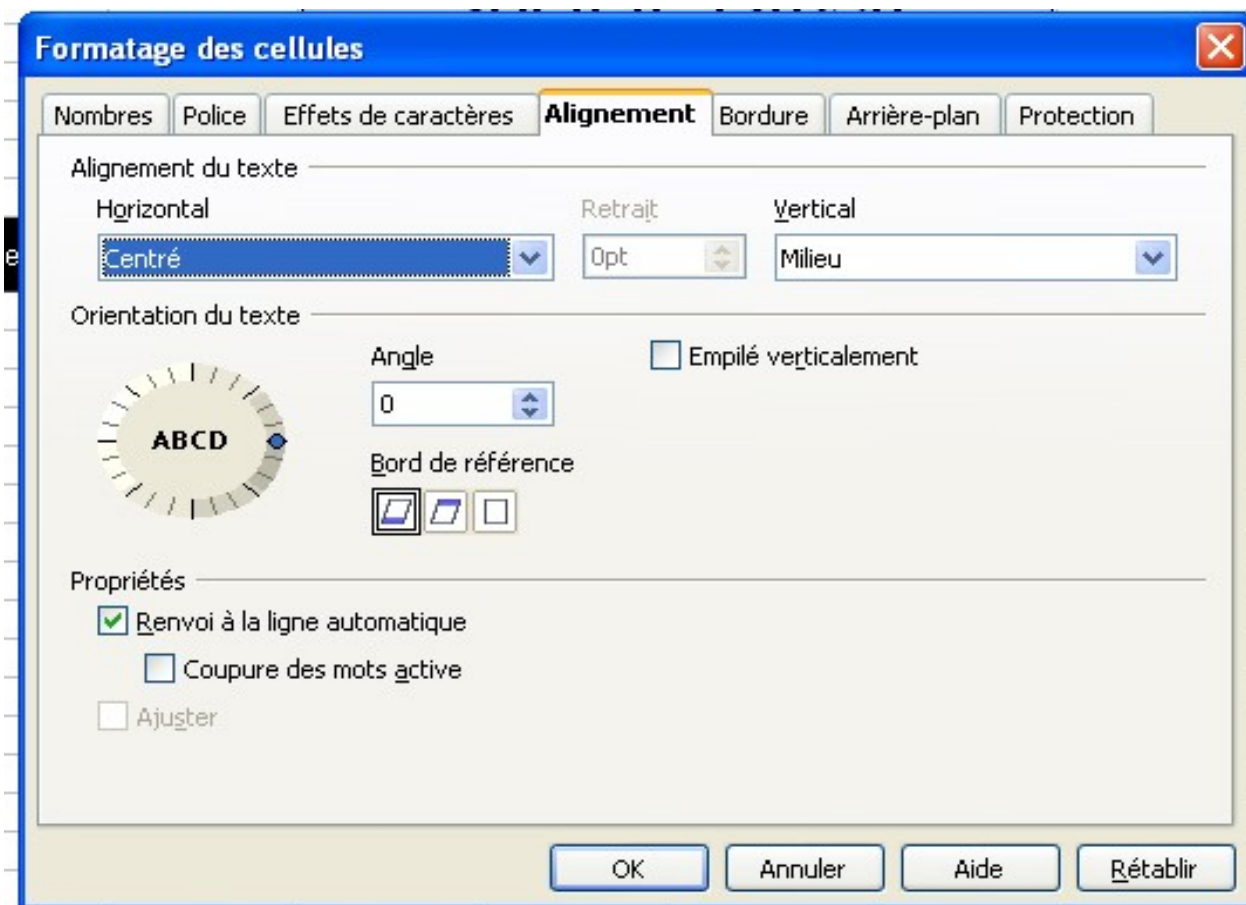 Formatage des cellules
Nombres Police Effets de caractères Alignement Bordure Arrière-plan Protection
Alignement du texte
Horizontal Retrait Vertical
Centré 0pt Milieu
Orientation du texte
Angle Empilé verticalement
0
ABCD
Bord de référence
Propriétés
Renvoi à la ligne automatique
Coupure des mots active
Ajuster
OK Annuler Aide Rétablir